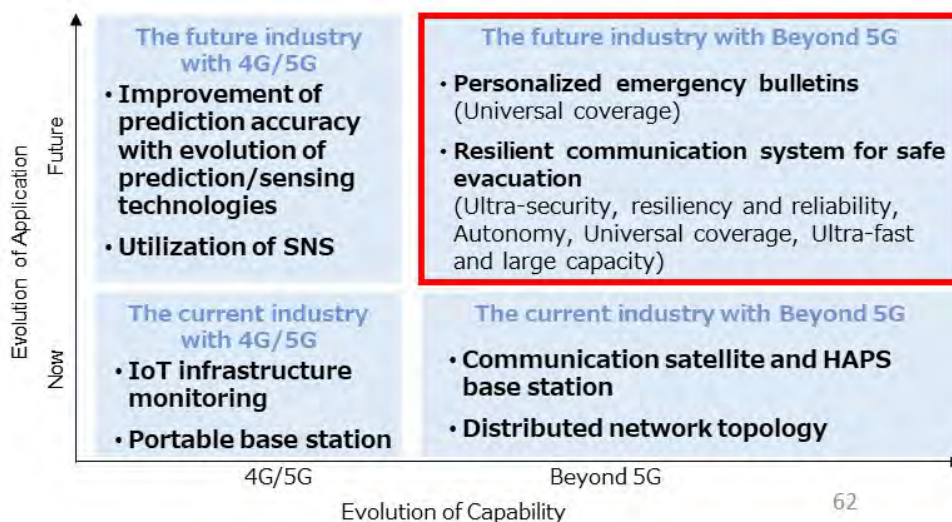 Evolution of Application
Future
Now
The future industry
with 4G/5G
• Improvement of
prediction accuracy
with evolution of
prediction/sensing
technologies
• Utilization of SNS
The future industry with Beyond 5G
• Personalized emergency bulletins
(Universal coverage)
• Resilient communication system for safe
evacuation
(Ultra-security, resiliency and reliability,
Autonomy, Universal coverage, Ultra-fast
and large capacity)
The current industry
with 4G/5G
• IoT infrastructure
monitoring
• Portable base station
The current industry with Beyond 5G
• Communication satellite and HAPS
base station
• Distributed network topology
4G/5G
Beyond 5G
Evolution of Capability
62